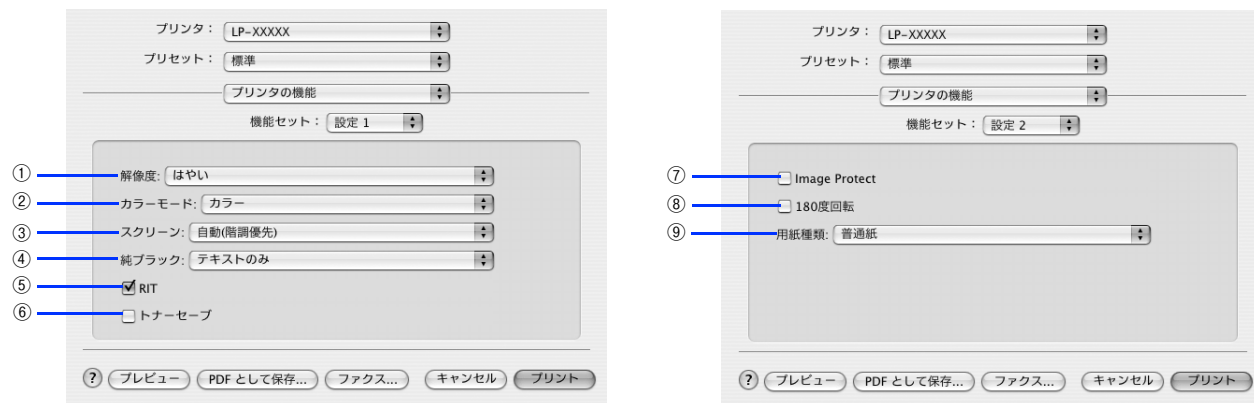 プリンタ： LP-XXXXX
プリセット： 標準
プリンタの機能
機能セット： 設定 1
① 解像度: はやい
② カラーモード: カラー
③ スクリーン: 自動(階調優先)
④ 純ブラック: テキストのみ
⑤ RIT
⑥ トナーセーブ
? プレビュー PDF として保存... ファクス... キャンセル プリント
プリンタ： LP-XXXXX
プリセット： 標準
プリンタの機能
機能セット： 設定 2
⑦ Image Protect
⑧ 180度回転
⑨ 用紙種類: 普通紙
? プレビュー PDF として保存... ファクス... キャンセル プリント